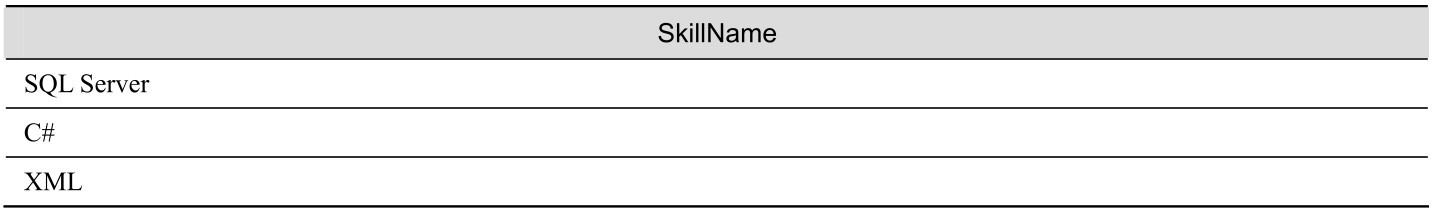 SkillName
SQL Server
C#
XML